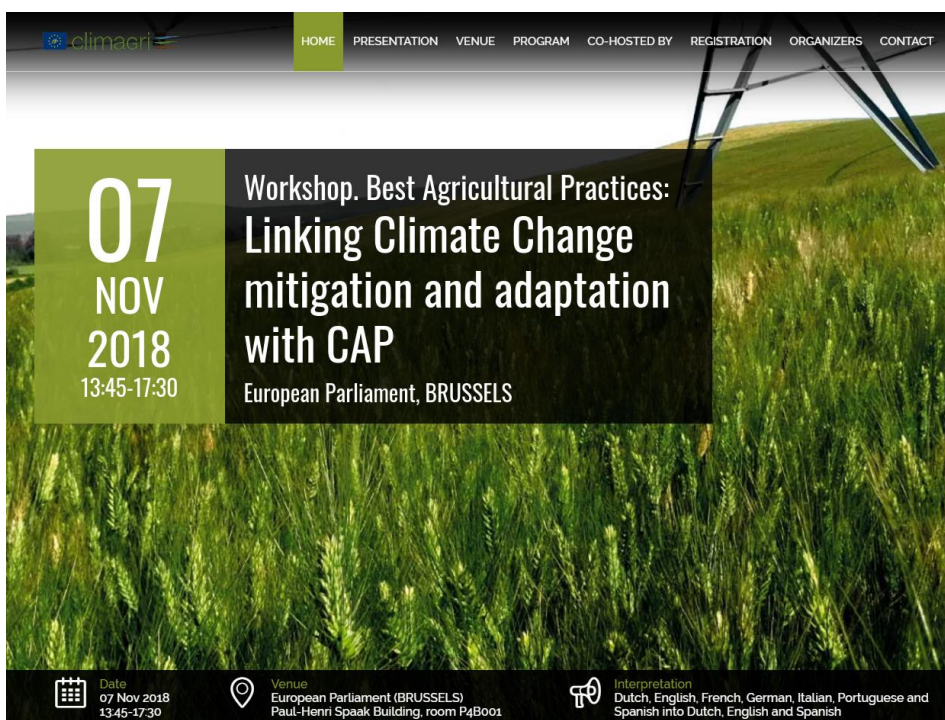 climagri
HOME PRESENTATION VENUE PROGRAM CO-HOSTED BY REGISTRATION ORGANIZERS CONTACT
07
NOV
2018
13:45-17:30
Workshop. Best Agricultural Practices:
Linking Climate Change
mitigation and adaptation
with CAP
European Parliament, BRUSSELS
Date
07 Nov 2018
13:45-17:30
Venue
European Parliament (BRUSSELS)
Paul-Henri Spaak Building, room P4B001
Interpretation
Dutch, English, French, German, Italian, Portuguese and
Spanish into Dutch, English and Spanish